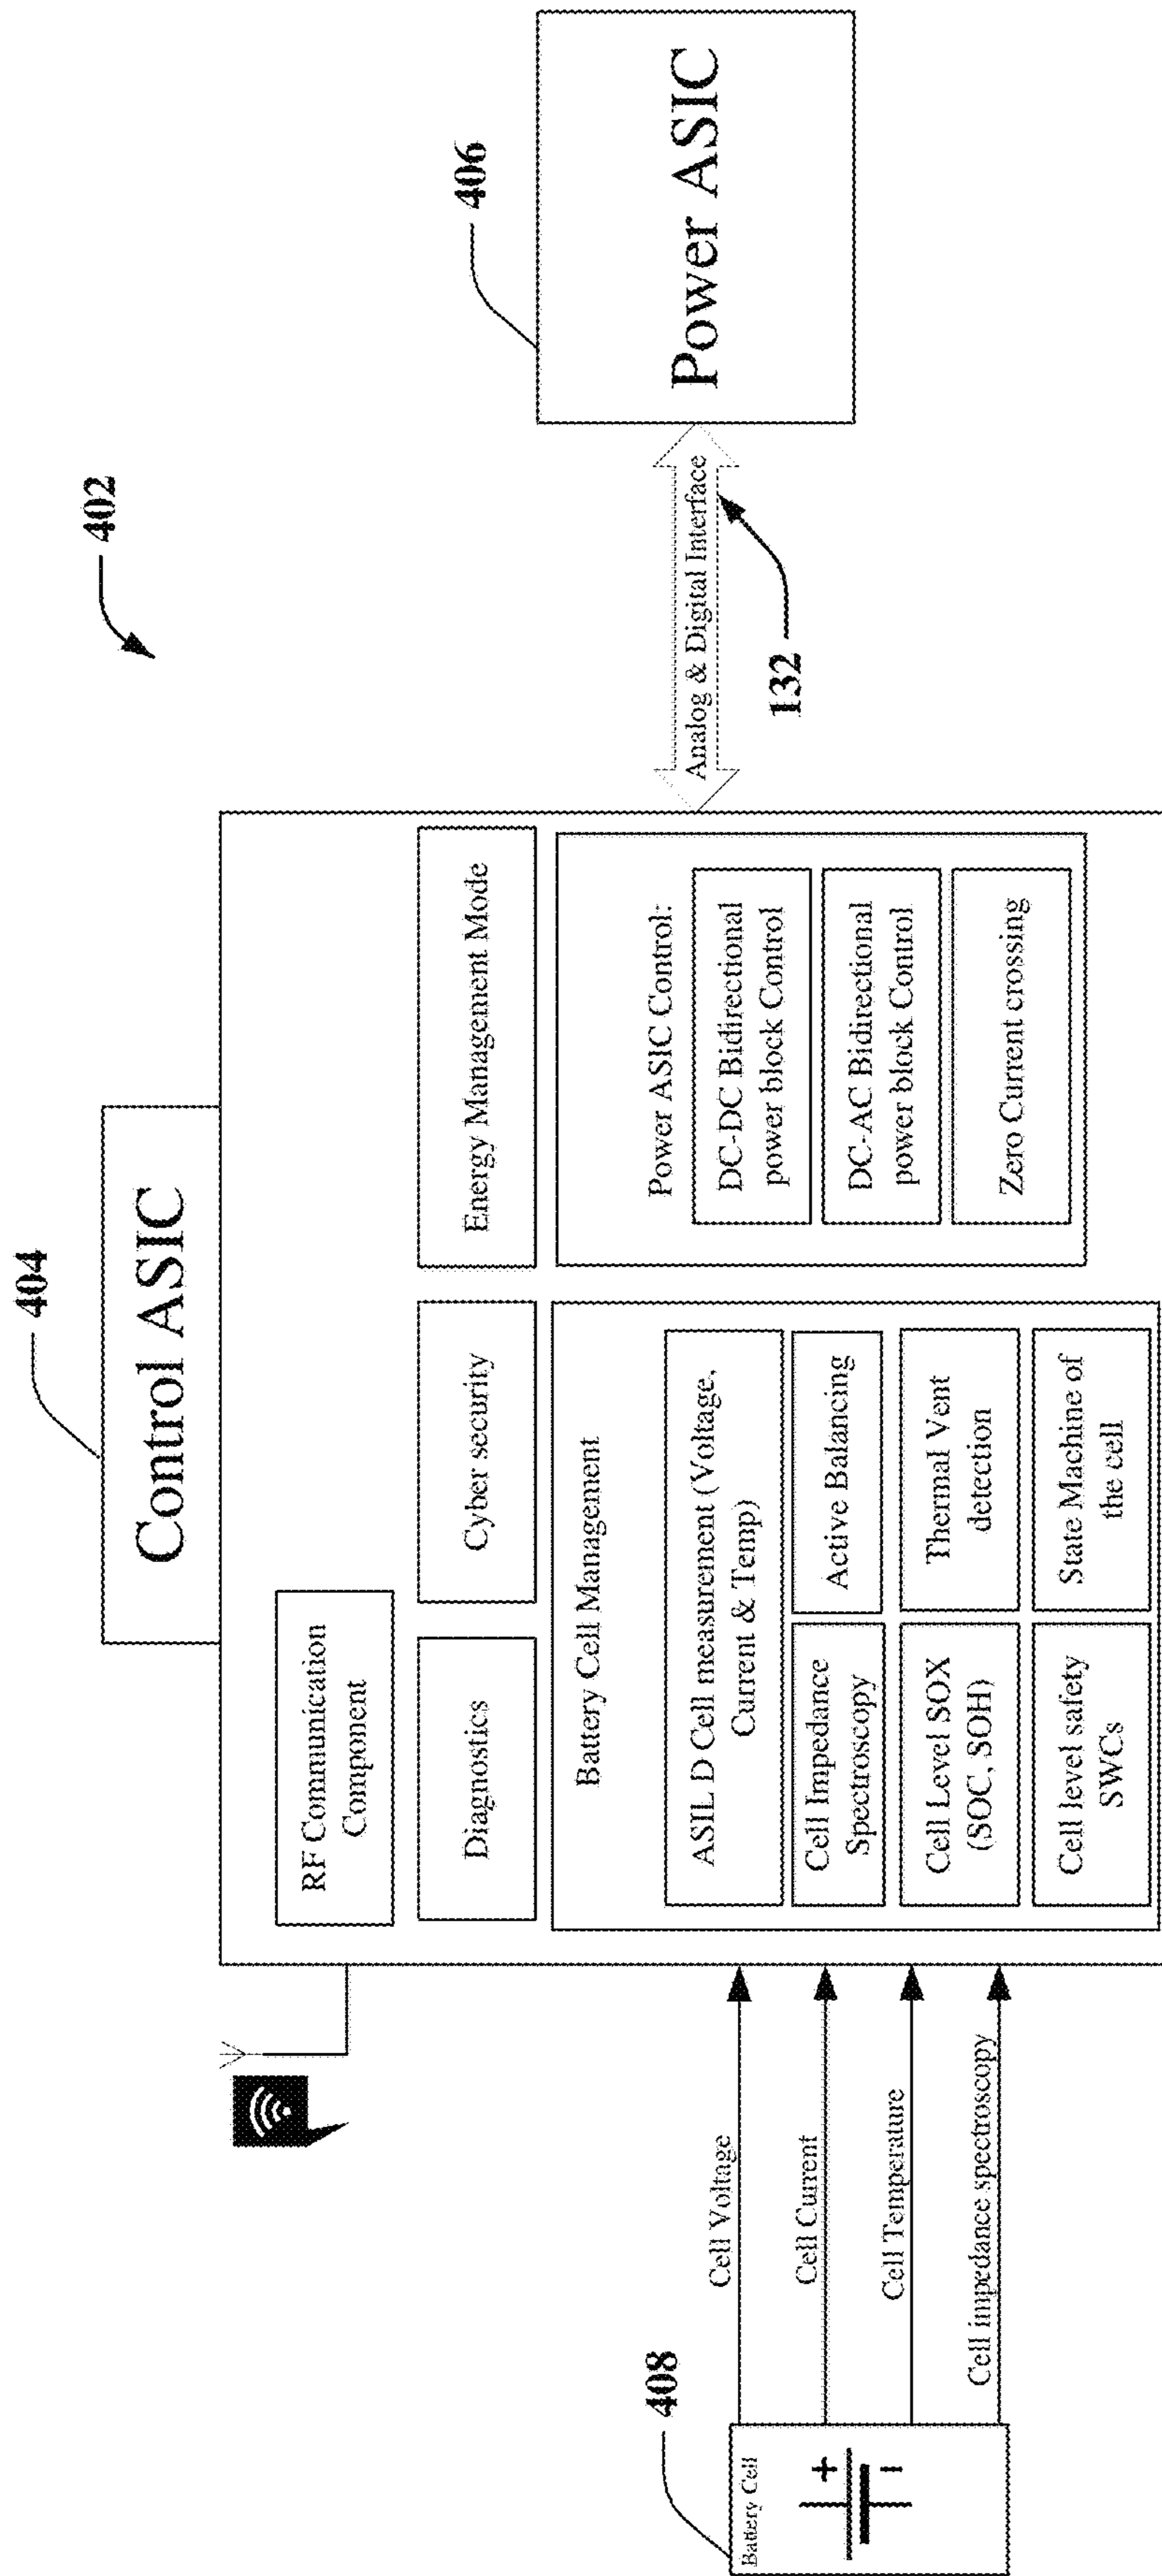 402
404
Control ASIC
406
Power ASIC
RF Communication
Component
Diagnostics
Cyber security
Energy Management Mode
Battery Cell Management
ASIL D Cell measurement (Voltage,
Current & Temp)
Cell Impedance
Spectroscopy
Active Balancing
Cell Level SOX
(SOC, SOH)
Thermal Vent
detection
Cell level safety
SWCs
State Machine of
the cell
Power ASIC Control:
DC-DC Bidirectional
power block Control
DC-AC Bidirectional
power block Control
Zero Current crossing
Analog & Digital Interface
132
408
Battery Cell
+
−
Cell Voltage
Cell Current
Cell Temperature
Cell impedance spectroscopy